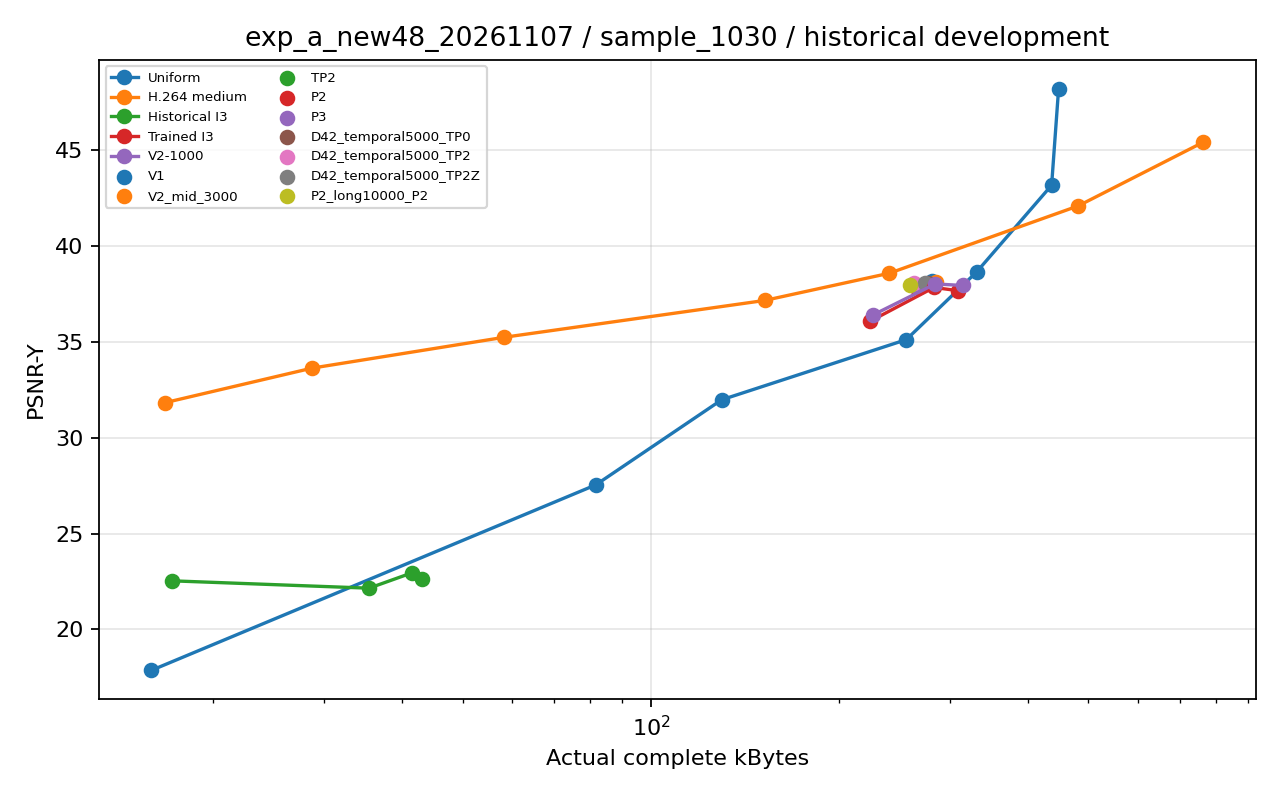 exp_a_new48_20261107 / sample_1030 / historical development
Uniform
H.264 medium
Historical I3
Trained I3
V2-1000
V1
V2_mid_3000
TP2
P2
P3
D42_temporal5000_TP0
D42_temporal5000_TP2
D42_temporal5000_TP2Z
P2_long10000_P2
PSNR-Y
45
40
35
30
25
20
10²
Actual complete kBytes